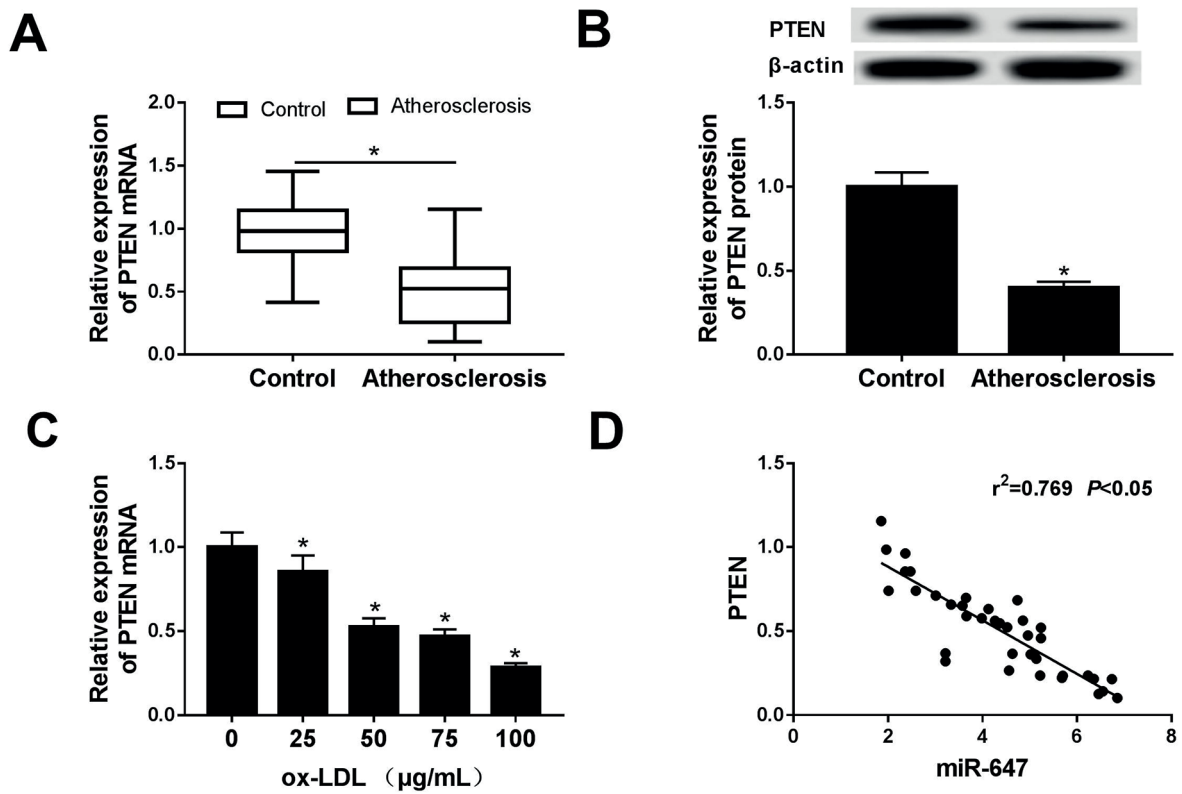 A
Control Atherosclerosis
*
Relative expression
of PTEN mRNA
2.0
1.5
1.0
0.5
0.0
Control Atherosclerosis
B
PTEN
β-actin
Relative expression
of PTEN protein
1.5
1.0
0.5
0.0
*
Control Atherosclerosis
C
Relative expression
of PTEN mRNA
1.5
1.0
0.5
0.0
*
*
*
*
0 25 50 75 100
ox-LDL （μg/mL）
D
r²=0.769 P<0.05
PTEN
1.5
1.0
0.5
0.0
0 2 4 6 8
miR-647